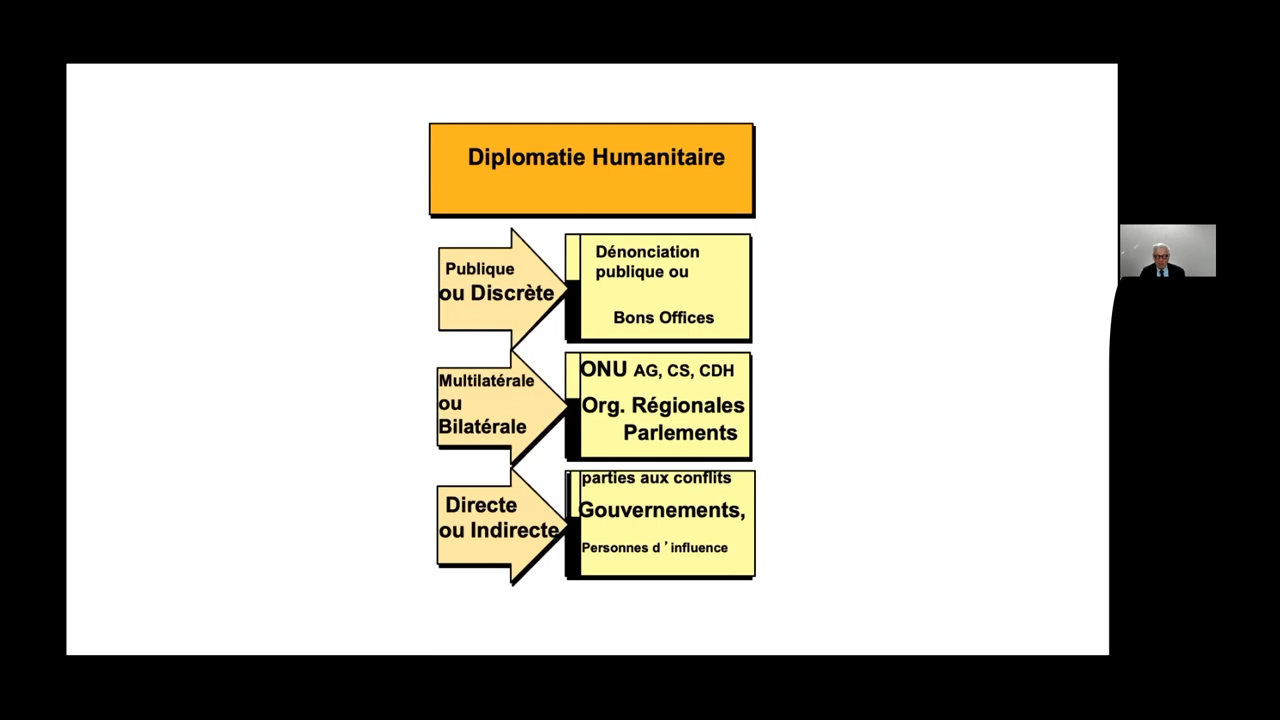 Diplomatie Humanitaire
Publique
ou Discrète
Dénonciation
publique ou
Bons Offices
Multilatérale
ou
Bilatérale
ONU AG, CS, CDH
Org. Régionales
Parlements
Directe
ou Indirecte
parties aux conflits
Gouvernements,
Personnes d ’ influence